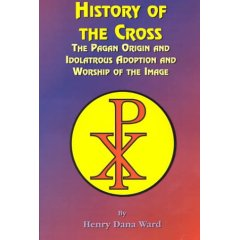 History of
the Cross
The Pagan Origin and
Idolatrous Adoption and
Worship of the Image
By
Henry Dana Ward